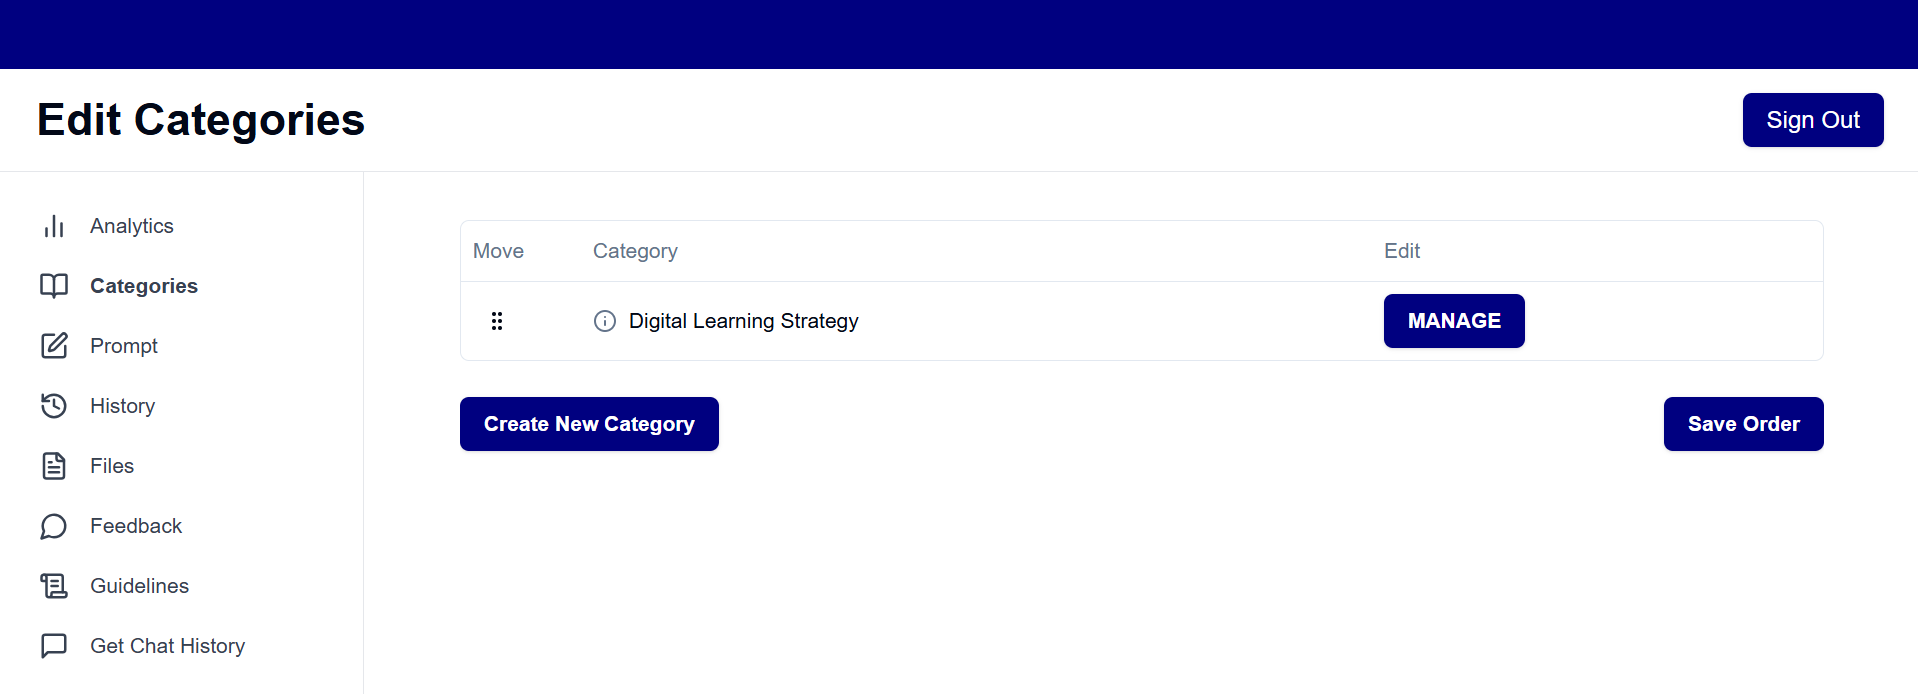 Edit Categories
Sign Out
Analytics
Categories
Prompt
History
Files
Feedback
Guidelines
Get Chat History
Move Category Edit
Digital Learning Strategy MANAGE
Create New Category Save Order